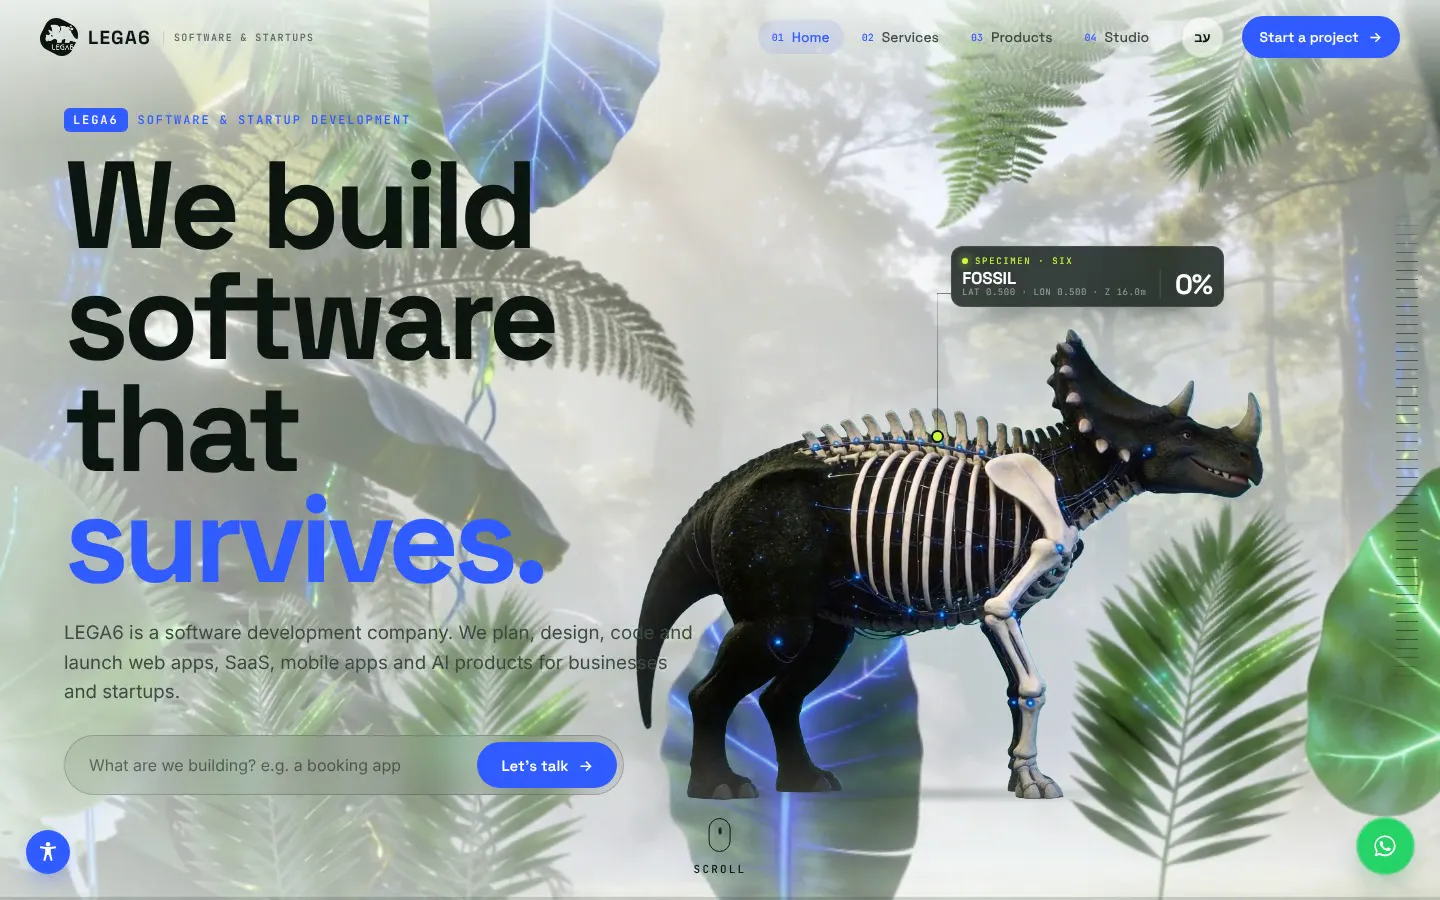 LEGA6
LEGA6
SOFTWARE & STARTUPS
01 Home
02 Services
03 Products
04 Studio
עב
Start a project →
LEGA6 SOFTWARE & STARTUP DEVELOPMENT
We build
software
that
survives.
SPECIMEN · SIX
FOSSIL
LAT 0.500 · LON 0.500 · Z 16.0m
0%
LEGA6 is a software development company. We plan, design, code and
launch web apps, SaaS, mobile apps and AI products for businesses
and startups.
What are we building? e.g. a booking app
Let's talk →
SCROLL